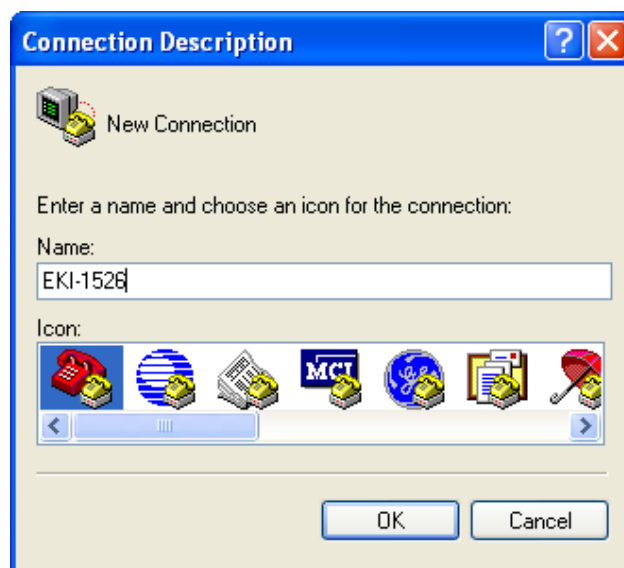 Connection Description
New Connection
Enter a name and choose an icon for the connection:
Name:
EKI-1526
Icon:
MCI
OK Cancel